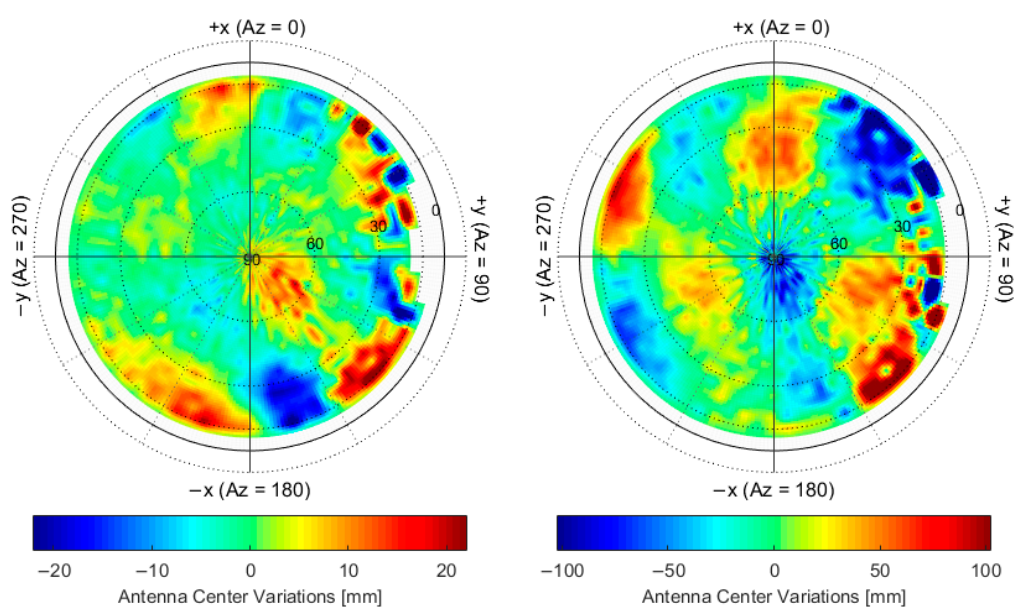 +x (Az = 0)
−y (Az = 270)
+y (Az = 90)
0
30
60
90
−x (Az = 180)
−20
−10
0
10
20
Antenna Center Variations [mm]
+x (Az = 0)
−y (Az = 270)
+y (Az = 90)
0
30
60
90
−x (Az = 180)
−100
−50
0
50
100
Antenna Center Variations [mm]